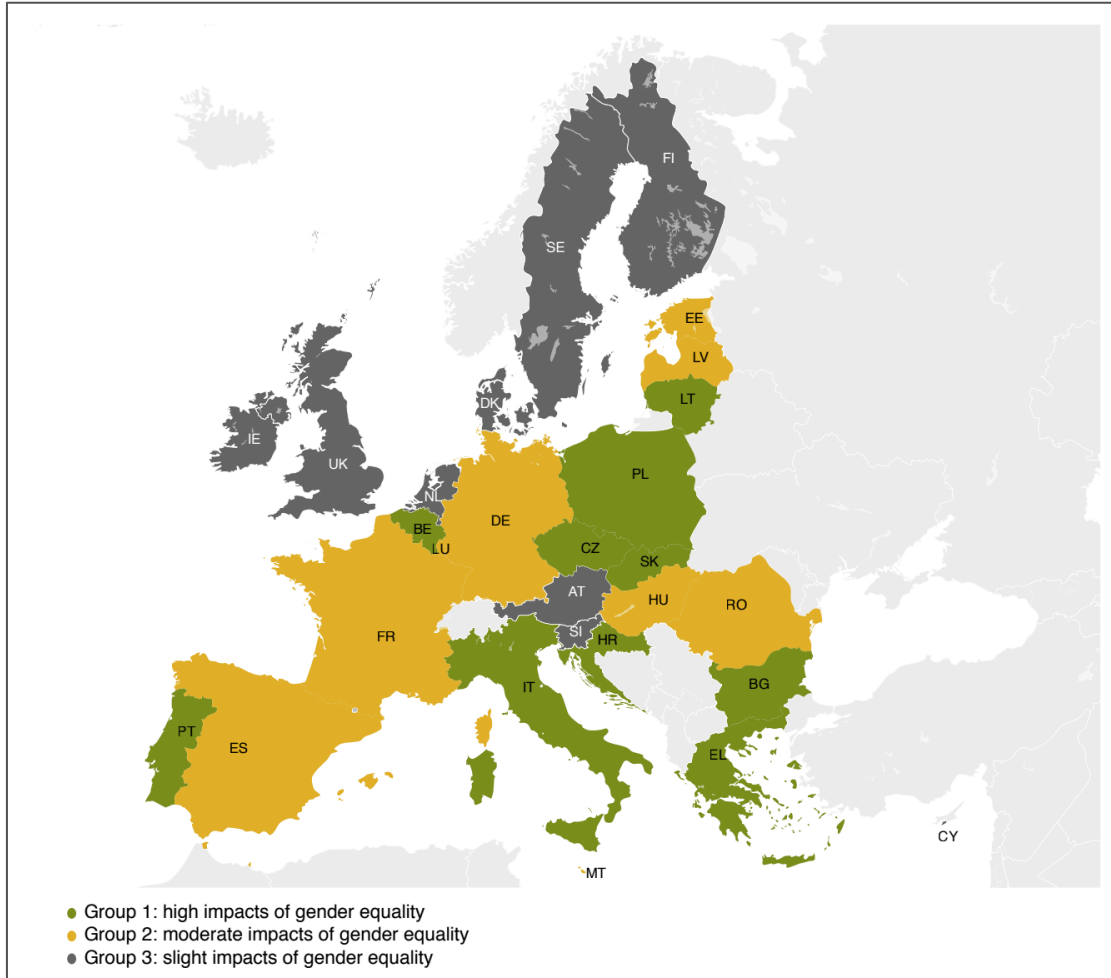 FI
SE
EE
LV
DK
LT
IE
UK
NL
PL
DE
BE
LU
CZ
SK
AT
HU
RO
SI
HR
FR
IT
BG
PT
ES
EL
CY
MT
Group 1: high impacts of gender equality
Group 2: moderate impacts of gender equality
Group 3: slight impacts of gender equality